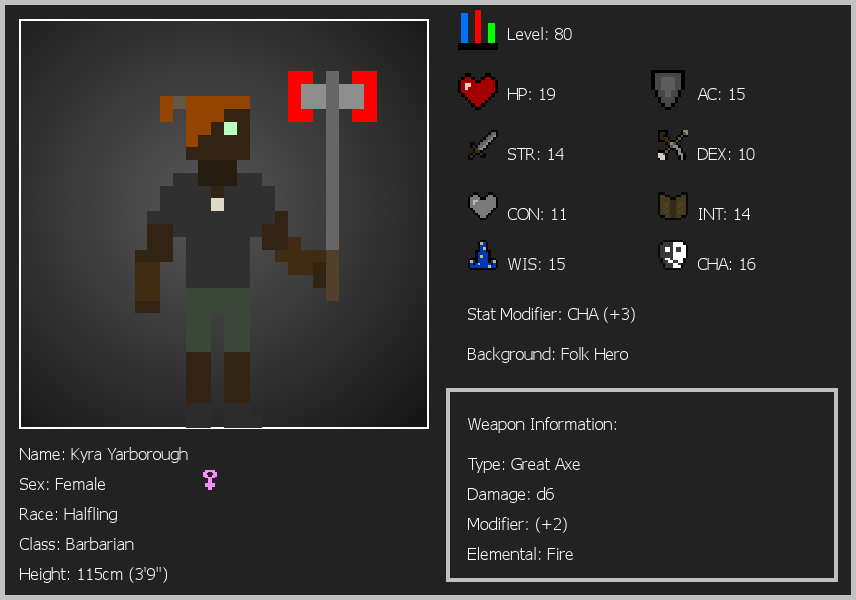 Level: 80
HP: 19
AC: 15
STR: 14
DEX: 10
CON: 11
INT: 14
WIS: 15
CHA: 16
Stat Modifier: CHA (+3)
Background: Folk Hero
Weapon Information:
Type: Great Axe
Damage: d6
Modifier: (+2)
Elemental: Fire
Name: Kyra Yarborough
Sex: Female
Race: Halfling
Class: Barbarian
Height: 115cm (3'9")